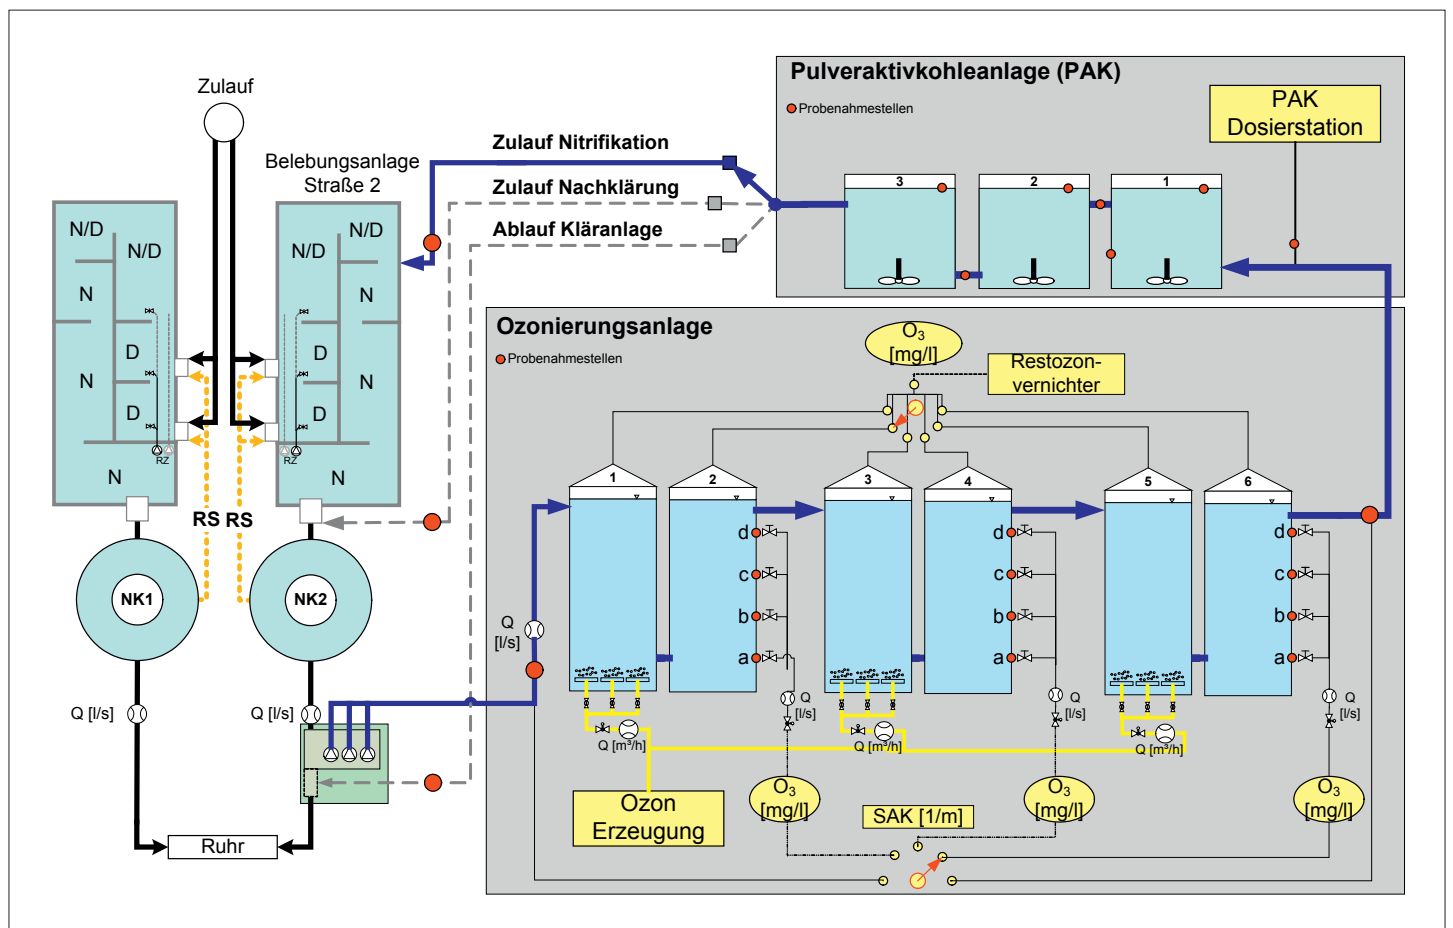 Zulauf
Belebungsanlage
Straße 2
N/D
N/D
N
N
D
D
N
RZ
N/D
N/D
N
D
N
D
RZ
N
RS
RS
NK1
NK2
Q [l/s]
Q [l/s]
Ruhr
Zulauf Nitrifikation
Zulauf Nachklärung
Ablauf Kläranlage
Pulveraktivkohleanlage (PAK)
Probenahmestellen
PAK
Dosierstation
3
2
1
Ozonierungsanlage
Probenahmestellen
O3
[mg/l]
Restozon-
vernichter
1
2
3
4
5
6
d
c
b
a
d
c
b
a
d
c
b
a
Q
[l/s]
Q
[l/s]
Q
[l/s]
Q
[l/s]
Q [m³/h]
Q [m³/h]
Q [m³/h]
Ozon
Erzeugung
O3
[mg/l]
O3
[mg/l]
O3
[mg/l]
SAK [1/m]